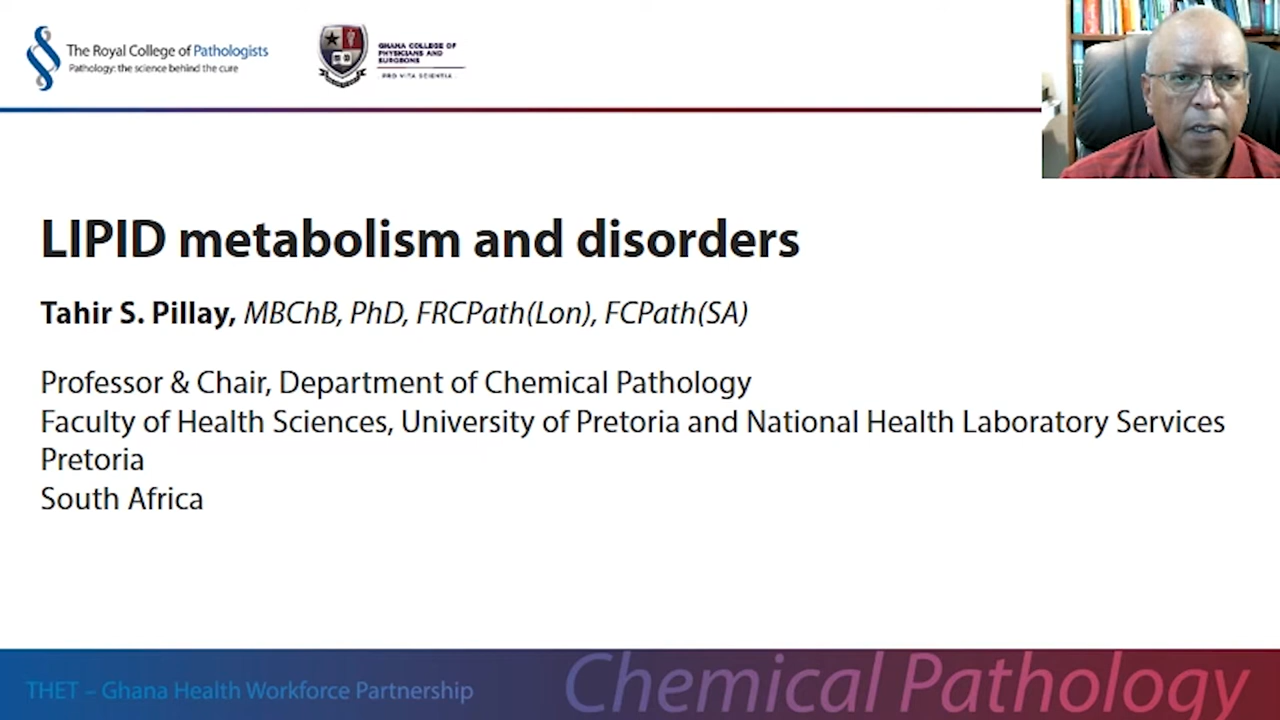 The Royal College of Pathologists
Pathology: the science behind the cure
GHANA COLLEGE OF
PHYSICIANS AND
SURGEONS
PRO VITA SCIENTIA
LIPID metabolism and disorders
Tahir S. Pillay, MBChB, PhD, FRCPath(Lon), FCPath(SA)
Professor & Chair, Department of Chemical Pathology
Faculty of Health Sciences, University of Pretoria and National Health Laboratory Services
Pretoria
South Africa
THET – Ghana Health Workforce Partnership
Chemical Pathology